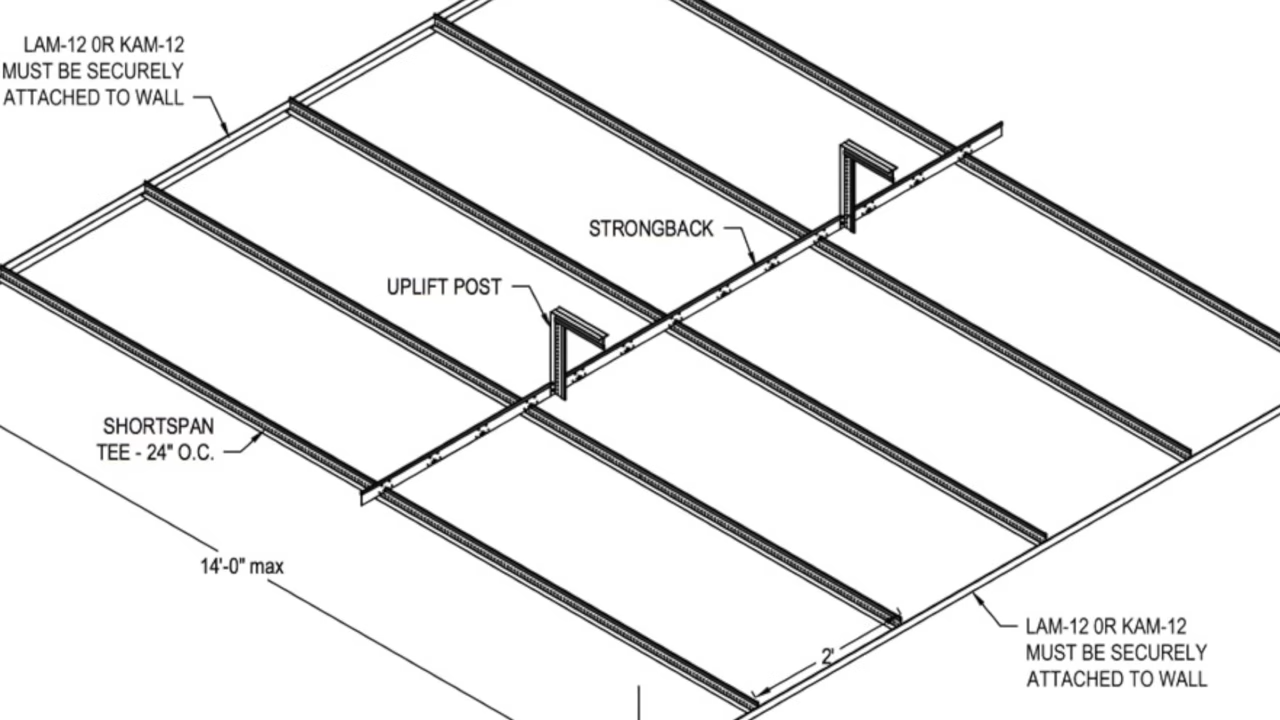 LAM-12 0R KAM-12
MUST BE SECURELY
ATTACHED TO WALL
STRONGBACK
UPLIFT POST
SHORTSPAN
TEE - 24" O.C.
14'-0" max
2'
LAM-12 0R KAM-12
MUST BE SECURELY
ATTACHED TO WALL